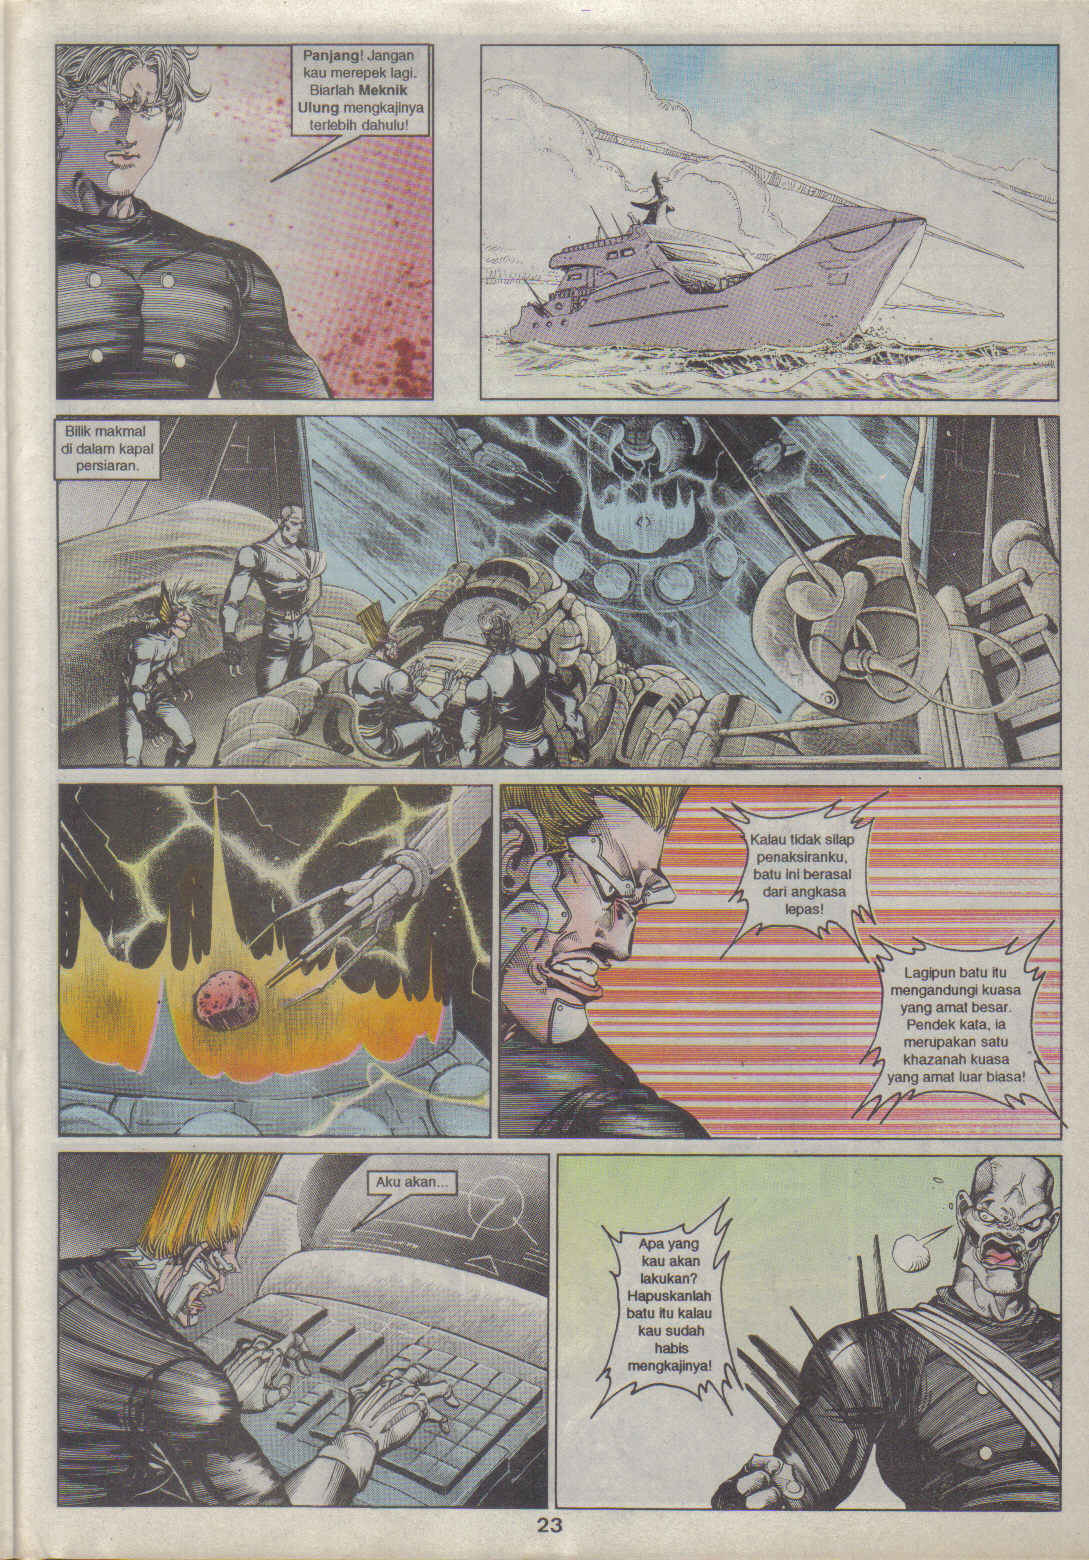 Panjang! Jangan
kau merepek lagi.
Biarlah Meknik
Ulung mengkajinya
terlebih dahulu!
Bilik makmal
di dalam kapal
persiaran.
Kalau tidak silap
penaksiranku,
batu ini berasal
dari angkasa
lepas!
Lagipun batu itu
mengandungi kuasa
yang amat besar.
Pendek kata, ia
merupakan satu
khazanah kuasa
yang amat luar biasa!
Aku akan...
Apa yang
kau akan
lakukan?
Hapuskanlah
batu itu kalau
kau sudah
habis
mengkajinya!
23